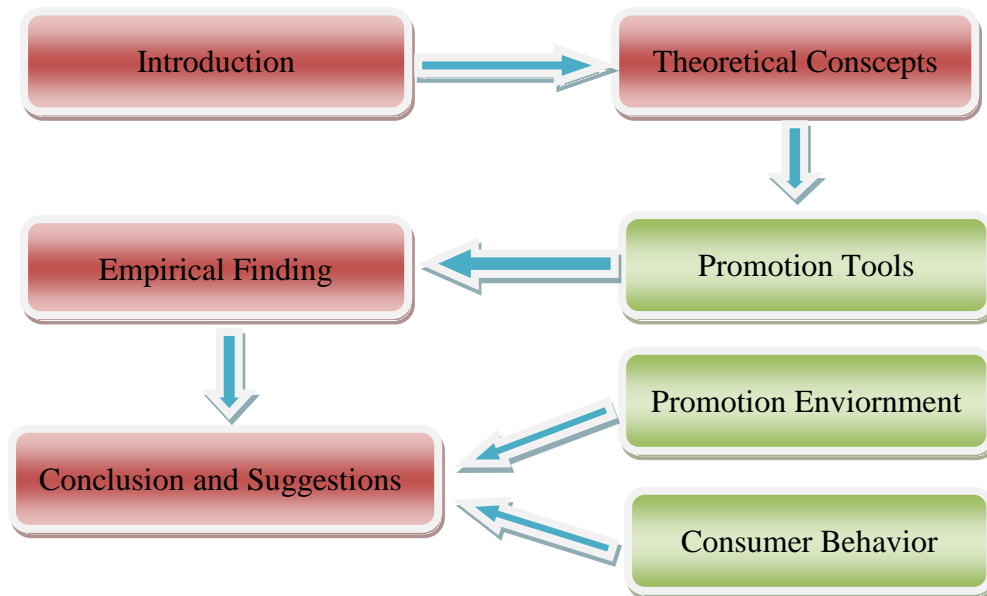 Introduction
Theoretical Conscepts
Empirical Finding
Promotion Tools
Promotion Enviornment
Conclusion and Suggestions
Consumer Behavior